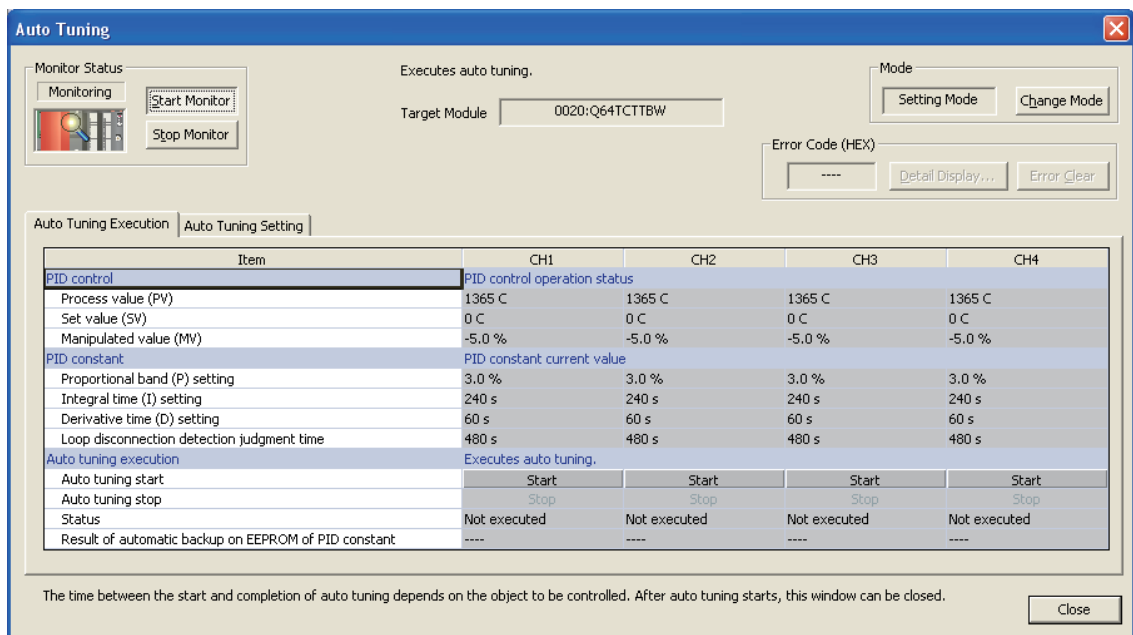 Auto Tuning
Monitor Status
Monitoring
Start Monitor
Stop Monitor
Executes auto tuning.
Target Module 0020:Q64TCTTBW
Mode
Setting Mode Change Mode
Error Code (HEX)
---- Detail Display... Error Clear
Auto Tuning Execution Auto Tuning Setting
Item CH1 CH2 CH3 CH4
PID control PID control operation status
Process value (PV) 1365 C 1365 C 1365 C 1365 C
Set value (SV) 0 C 0 C 0 C 0 C
Manipulated value (MV) -5.0 % -5.0 % -5.0 % -5.0 %
PID constant PID constant current value
Proportional band (P) setting 3.0 % 3.0 % 3.0 % 3.0 %
Integral time (I) setting 240 s 240 s 240 s 240 s
Derivative time (D) setting 60 s 60 s 60 s 60 s
Loop disconnection detection judgment time 480 s 480 s 480 s 480 s
Auto tuning execution Executes auto tuning.
Auto tuning start Start Start Start Start
Auto tuning stop Stop Stop Stop Stop
Status Not executed Not executed Not executed Not executed
Result of automatic backup on EEPROM of PID constant ---- ---- ---- ----
The time between the start and completion of auto tuning depends on the object to be controlled. After auto tuning starts, this window can be closed.
Close